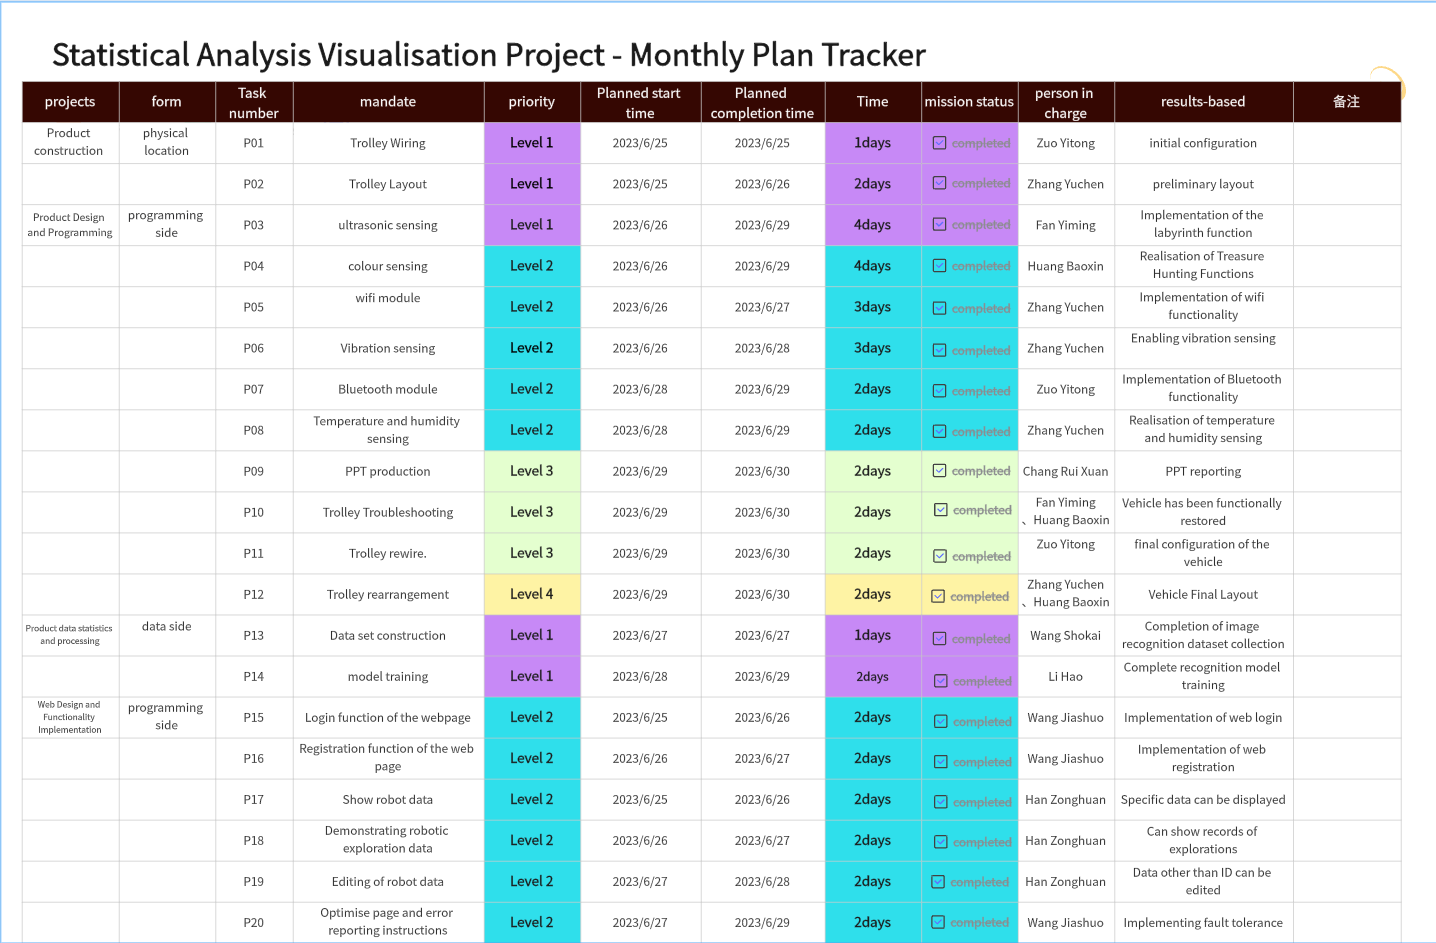 Statistical Analysis Visualisation Project - Monthly Plan Tracker
projects form Task number mandate priority Planned start time Planned completion time Time mission status person in charge results-based 备注
Product construction physical location P01 Trolley Wiring Level 1 2023/6/25 2023/6/25 1days completed Zuo Yitong initial configuration
P02 Trolley Layout Level 1 2023/6/25 2023/6/26 2days completed Zhang Yuchen preliminary layout
Product Design and Programming programming side P03 ultrasonic sensing Level 1 2023/6/26 2023/6/29 4days completed Fan Yiming Implementation of the labyrinth function
P04 colour sensing Level 2 2023/6/26 2023/6/29 4days completed Huang Baoxin Realisation of Treasure Hunting Functions
P05 wifi module Level 2 2023/6/26 2023/6/27 3days completed Zhang Yuchen Implementation of wifi functionality
P06 Vibration sensing Level 2 2023/6/26 2023/6/28 3days completed Zhang Yuchen Enabling vibration sensing
P07 Bluetooth module Level 2 2023/6/28 2023/6/29 2days completed Zuo Yitong Implementation of Bluetooth functionality
P08 Temperature and humidity sensing Level 2 2023/6/28 2023/6/29 2days completed Zhang Yuchen Realisation of temperature and humidity sensing
P09 PPT production Level 3 2023/6/29 2023/6/30 2days completed Chang Rui Xuan PPT reporting
P10 Trolley Troubleshooting Level 3 2023/6/29 2023/6/30 2days completed Fan Yiming 、Huang Baoxin Vehicle has been functionally restored
P11 Trolley rewire. Level 3 2023/6/29 2023/6/30 2days completed Zuo Yitong final configuration of the vehicle
P12 Trolley rearrangement Level 4 2023/6/29 2023/6/30 2days completed Zhang Yuchen 、Huang Baoxin Vehicle Final Layout
Product data statistics and processing data side P13 Data set construction Level 1 2023/6/27 2023/6/27 1days completed Wang Shokai Completion of image recognition dataset collection
P14 model training Level 1 2023/6/28 2023/6/29 2days completed Li Hao Complete recognition model training
Web Design and Functionality Implementation programming side P15 Login function of the webpage Level 2 2023/6/25 2023/6/26 2days completed Wang Jiashuo Implementation of web login
P16 Registration function of the web page Level 2 2023/6/26 2023/6/27 2days completed Wang Jiashuo Implementation of web registration
P17 Show robot data Level 2 2023/6/25 2023/6/26 2days completed Han Zonghuan Specific data can be displayed
P18 Demonstrating robotic exploration data Level 2 2023/6/26 2023/6/27 2days completed Han Zonghuan Can show records of explorations
P19 Editing of robot data Level 2 2023/6/27 2023/6/28 2days completed Han Zonghuan Data other than ID can be edited
P20 Optimise page and error reporting instructions Level 2 2023/6/27 2023/6/29 2days completed Wang Jiashuo Implementing fault tolerance